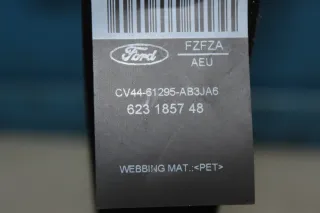 Ford
FZFZA
AEU
CV44-61295-AB3JA6
623 1857 48
WEBBING MAT.:<PET>